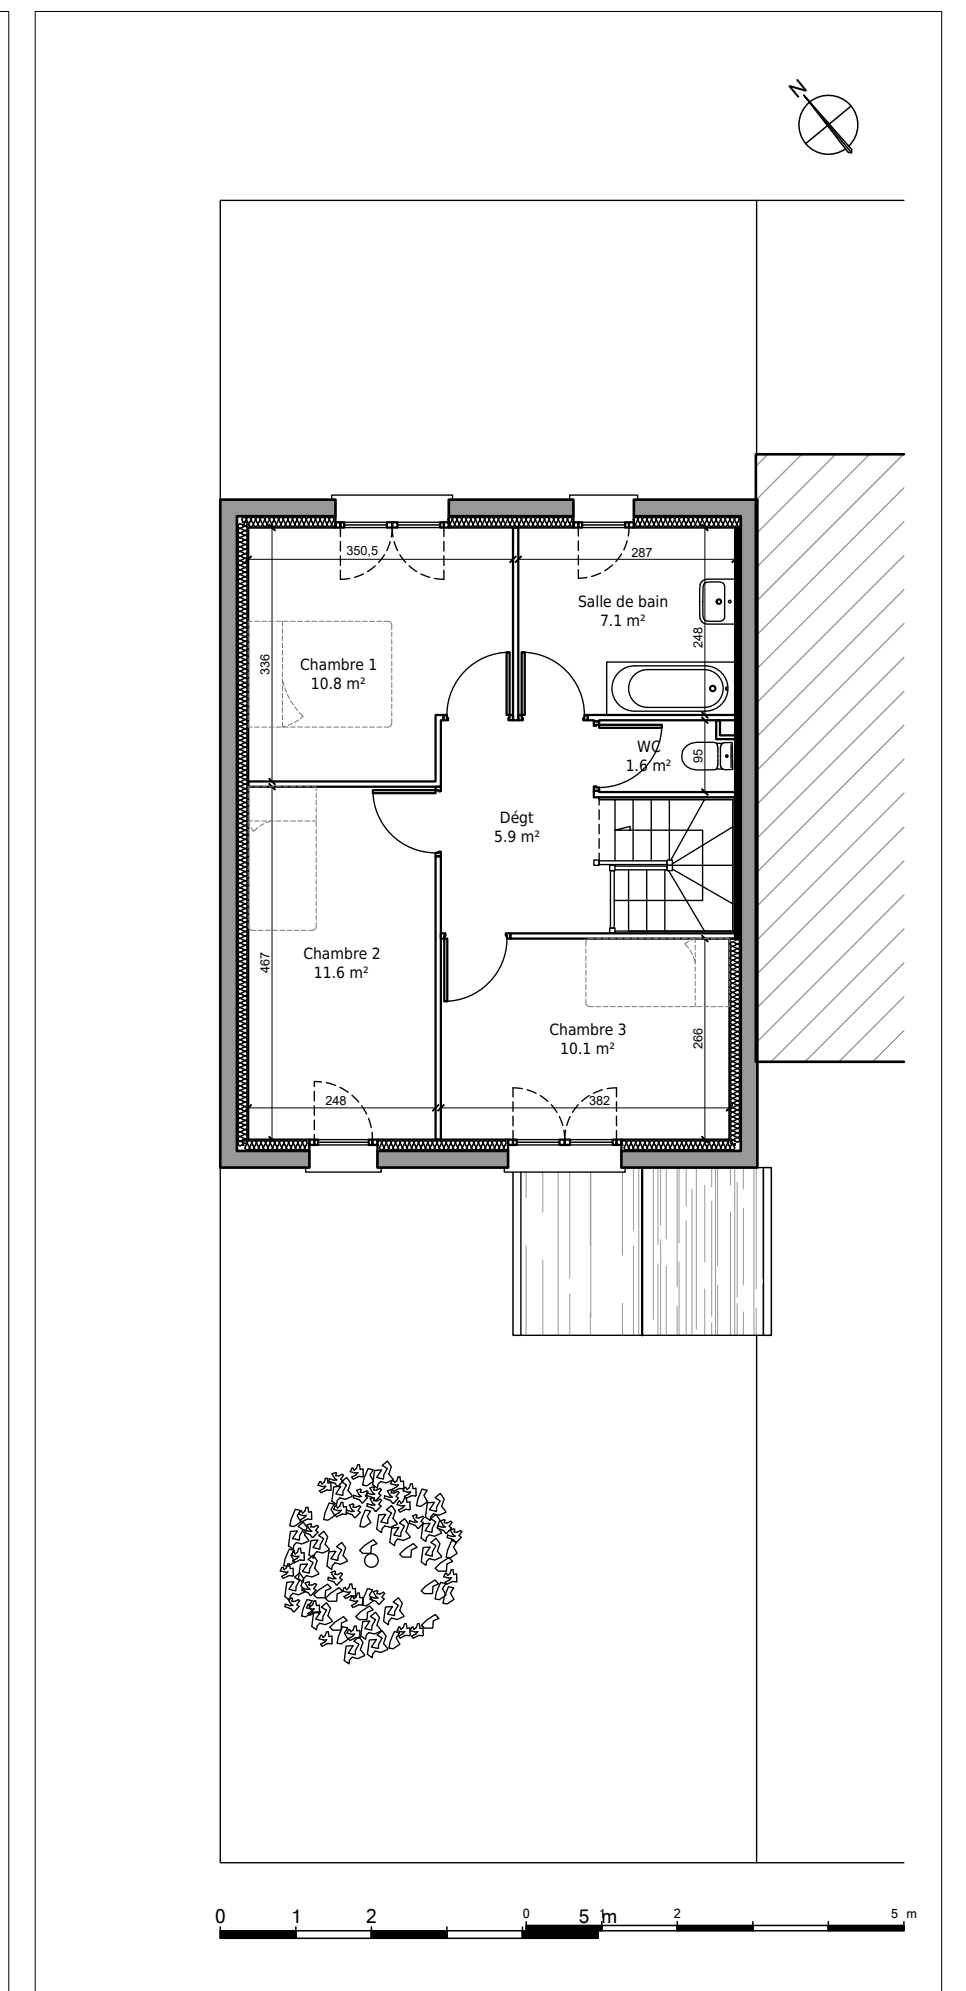 N
350,5
287
Salle de bain
7.1 m²
248
336
Chambre 1
10.8 m²
WC
1.6 m²
95
Dégt
5.9 m²
Chambre 2
11.6 m²
467
Chambre 3
10.1 m²
266
248
382
0 1 2 5 m
0 1 2 5 m